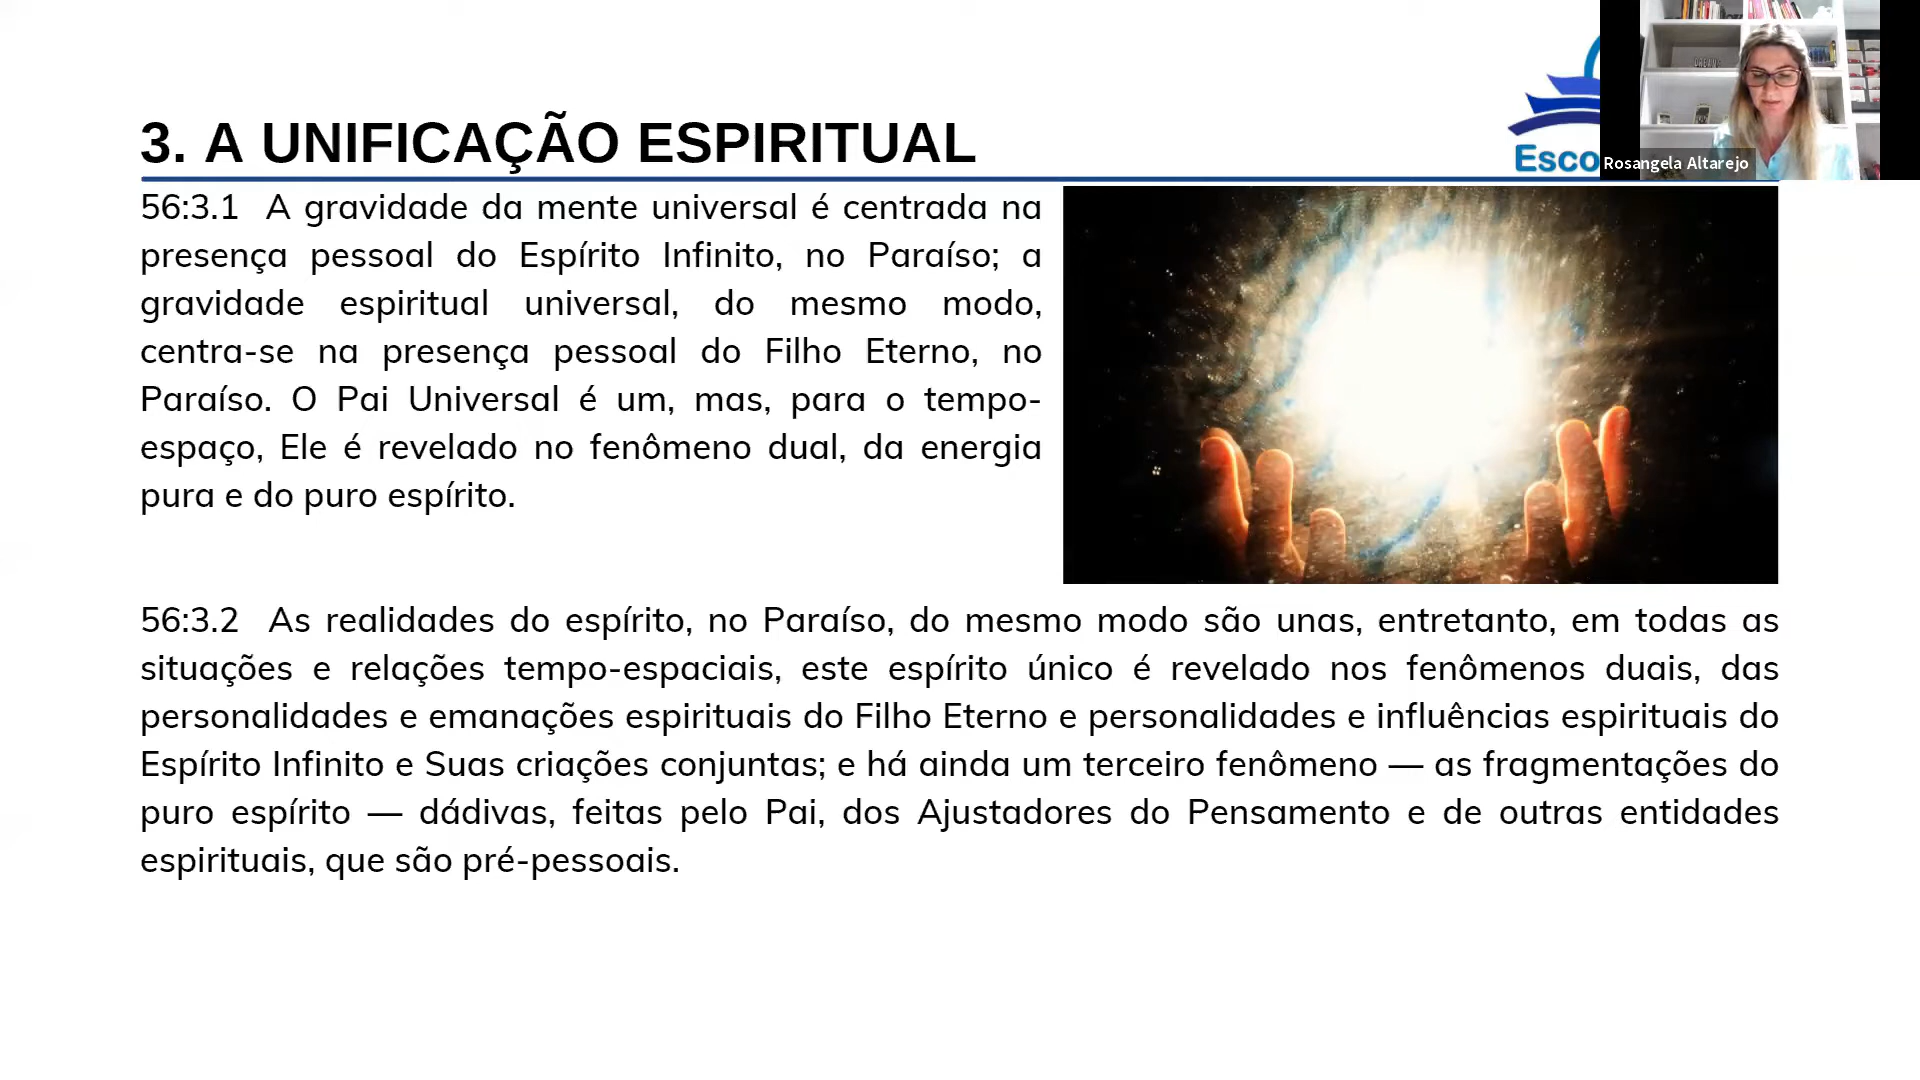 3. A UNIFICAÇÃO ESPIRITUAL
Esco
Rosangela Altarejo
56:3.1 A gravidade da mente universal é centrada na
presença pessoal do Espírito Infinito, no Paraíso; a
gravidade espiritual universal, do mesmo modo,
centra-se na presença pessoal do Filho Eterno, no
Paraíso. O Pai Universal é um, mas, para o tempo-
espaço, Ele é revelado no fenômeno dual, da energia
pura e do puro espírito.
56:3.2 As realidades do espírito, no Paraíso, do mesmo modo são unas, entretanto, em todas as
situações e relações tempo-espaciais, este espírito único é revelado nos fenômenos duais, das
personalidades e emanações espirituais do Filho Eterno e personalidades e influências espirituais do
Espírito Infinito e Suas criações conjuntas; e há ainda um terceiro fenômeno — as fragmentações do
puro espírito — dádivas, feitas pelo Pai, dos Ajustadores do Pensamento e de outras entidades
espirituais, que são pré-pessoais.